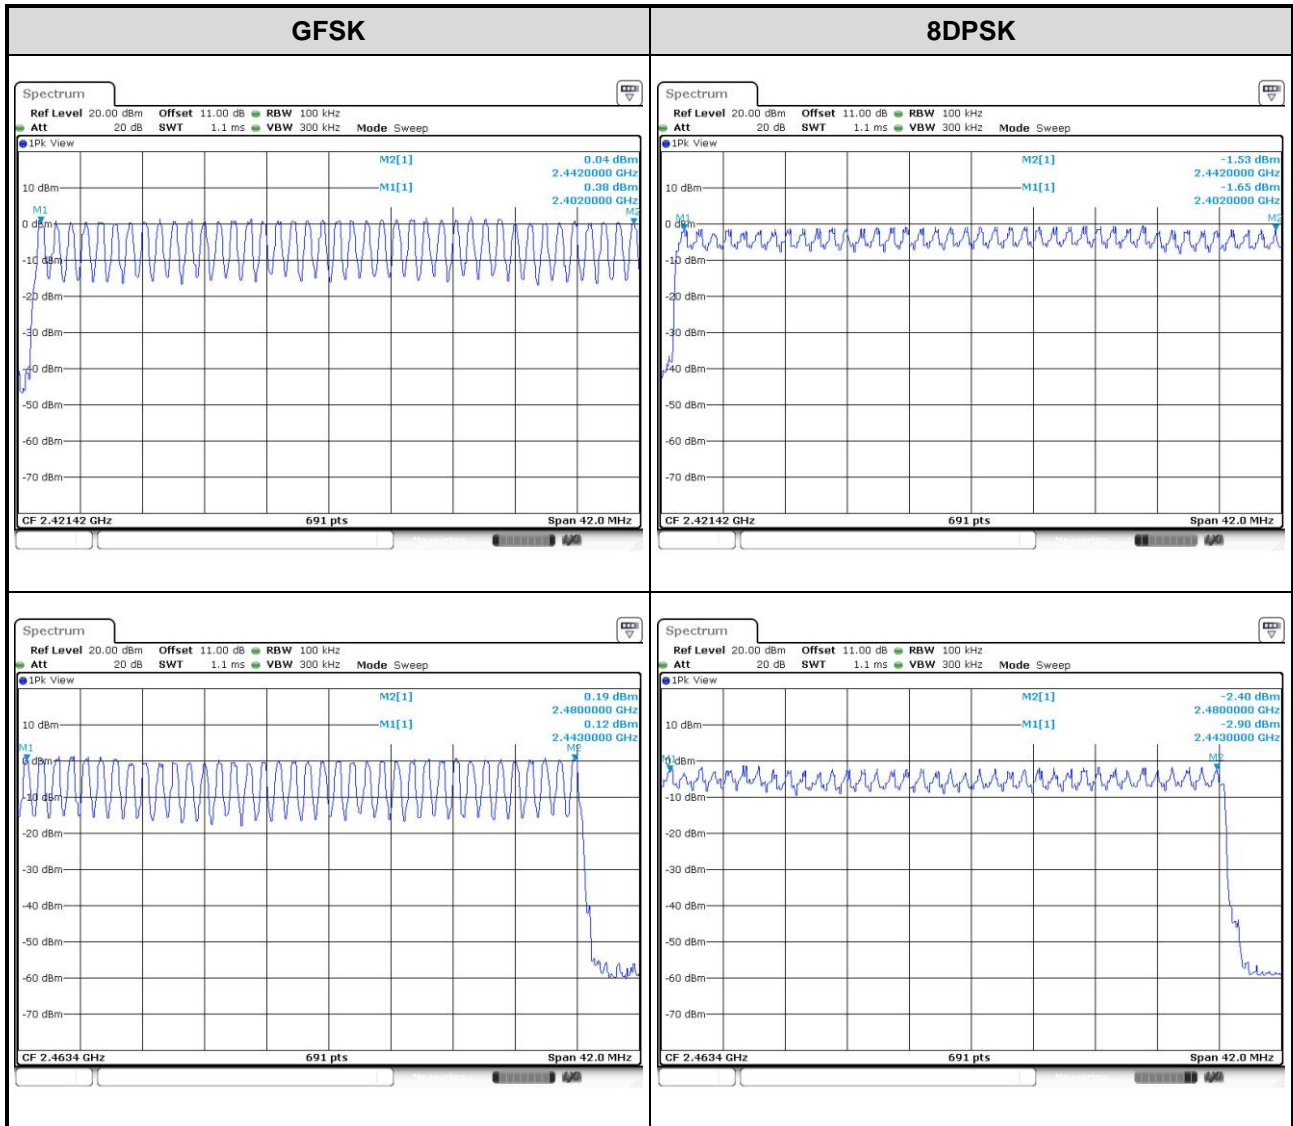 GFSK
8DPSK
Spectrum
Ref Level 20.00 dBm Offset 11.00 dB RBW 100 kHz
Att 20 dB SWT 1.1 ms VBW 300 kHz Mode Sweep
1Pk View
M2[1] 0.04 dBm
2.4420000 GHz
10 dBm M1[1] 0.38 dBm
2.4020000 GHz
M1 M2
0 dBm
-10 dBm
-20 dBm
-30 dBm
-40 dBm
-50 dBm
-60 dBm
-70 dBm
CF 2.42142 GHz 691 pts Span 42.0 MHz
Spectrum
Ref Level 20.00 dBm Offset 11.00 dB RBW 100 kHz
Att 20 dB SWT 1.1 ms VBW 300 kHz Mode Sweep
1Pk View
M2[1] -1.53 dBm
2.4420000 GHz
10 dBm M1[1] -1.65 dBm
2.4020000 GHz
M1 M2
0 dBm
-10 dBm
-20 dBm
-30 dBm
-40 dBm
-50 dBm
-60 dBm
-70 dBm
CF 2.42142 GHz 691 pts Span 42.0 MHz
Spectrum
Ref Level 20.00 dBm Offset 11.00 dB RBW 100 kHz
Att 20 dB SWT 1.1 ms VBW 300 kHz Mode Sweep
1Pk View
M2[1] 0.19 dBm
2.4800000 GHz
10 dBm M1[1] 0.12 dBm
2.4430000 GHz
M1 M2
0 dBm
-10 dBm
-20 dBm
-30 dBm
-40 dBm
-50 dBm
-60 dBm
-70 dBm
CF 2.4634 GHz 691 pts Span 42.0 MHz
Spectrum
Ref Level 20.00 dBm Offset 11.00 dB RBW 100 kHz
Att 20 dB SWT 1.1 ms VBW 300 kHz Mode Sweep
1Pk View
M2[1] -2.40 dBm
2.4800000 GHz
10 dBm M1[1] -2.90 dBm
2.4430000 GHz
M1 M2
0 dBm
-10 dBm
-20 dBm
-30 dBm
-40 dBm
-50 dBm
-60 dBm
-70 dBm
CF 2.4634 GHz 691 pts Span 42.0 MHz